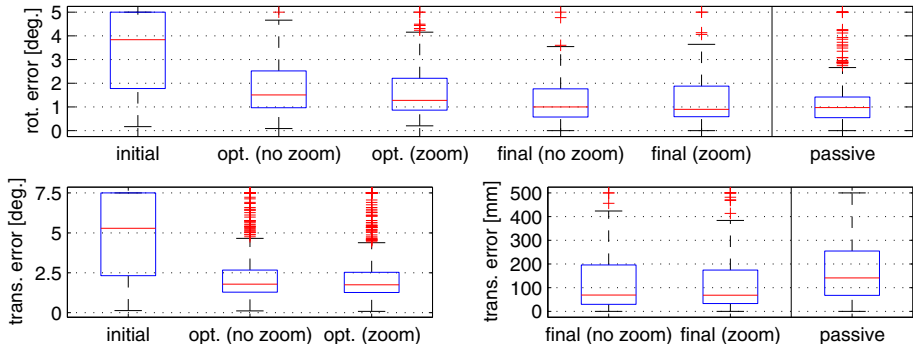 rot. error [deg.]
5
4
3
2
1
0
initial opt. (no zoom) opt. (zoom) final (no zoom) final (zoom) passive
trans. error [deg.]
7.5
5
2.5
0
initial opt. (no zoom) opt. (zoom)
trans. error [mm]
500
400
300
200
100
0
final (no zoom) final (zoom) passive